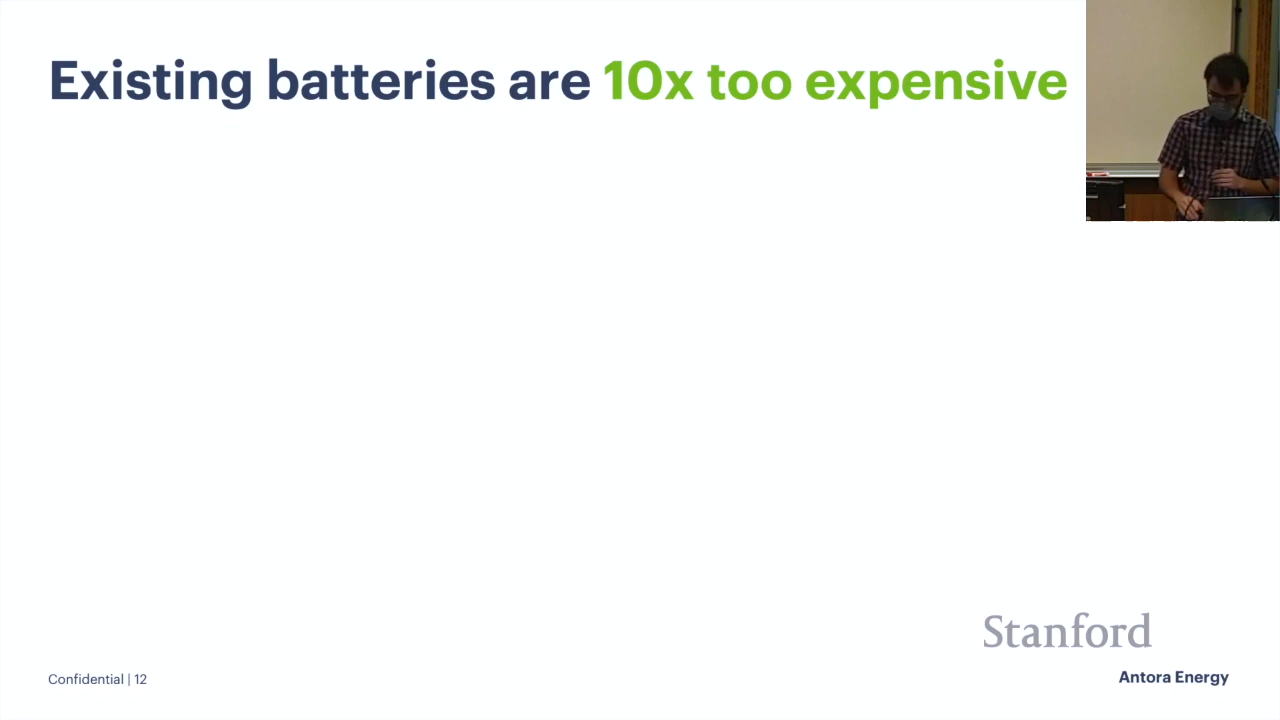 Existing batteries are 10x too expensive
Stanford
Confidential | 12
Antora Energy